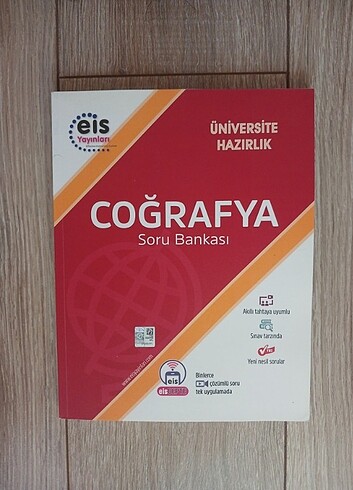 eis
Yayınları
ÜNİVERSİTE
HAZIRLIK
COĞRAFYA
Soru Bankası
Akıllı tahtaya uyumlu
Sınav tarzında
Yeni nesil sorular
eis
Binlerce
çözümlü soru
tek uygulamada